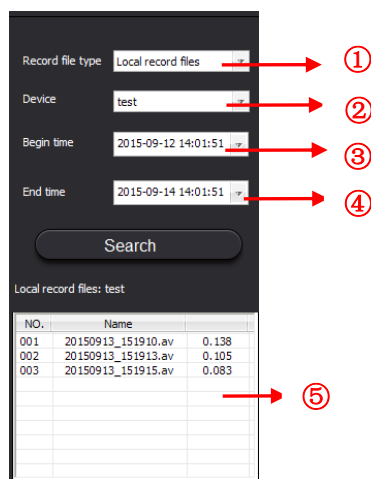 Record file type Local record files ①
Device test ②
Begin time 2015-09-12 14:01:51 ③
End time 2015-09-14 14:01:51 ④
Search
Local record files: test
NO. Name
001 20150913_151910.av 0.138
002 20150913_151913.av 0.105
003 20150913_151915.av 0.083
⑤